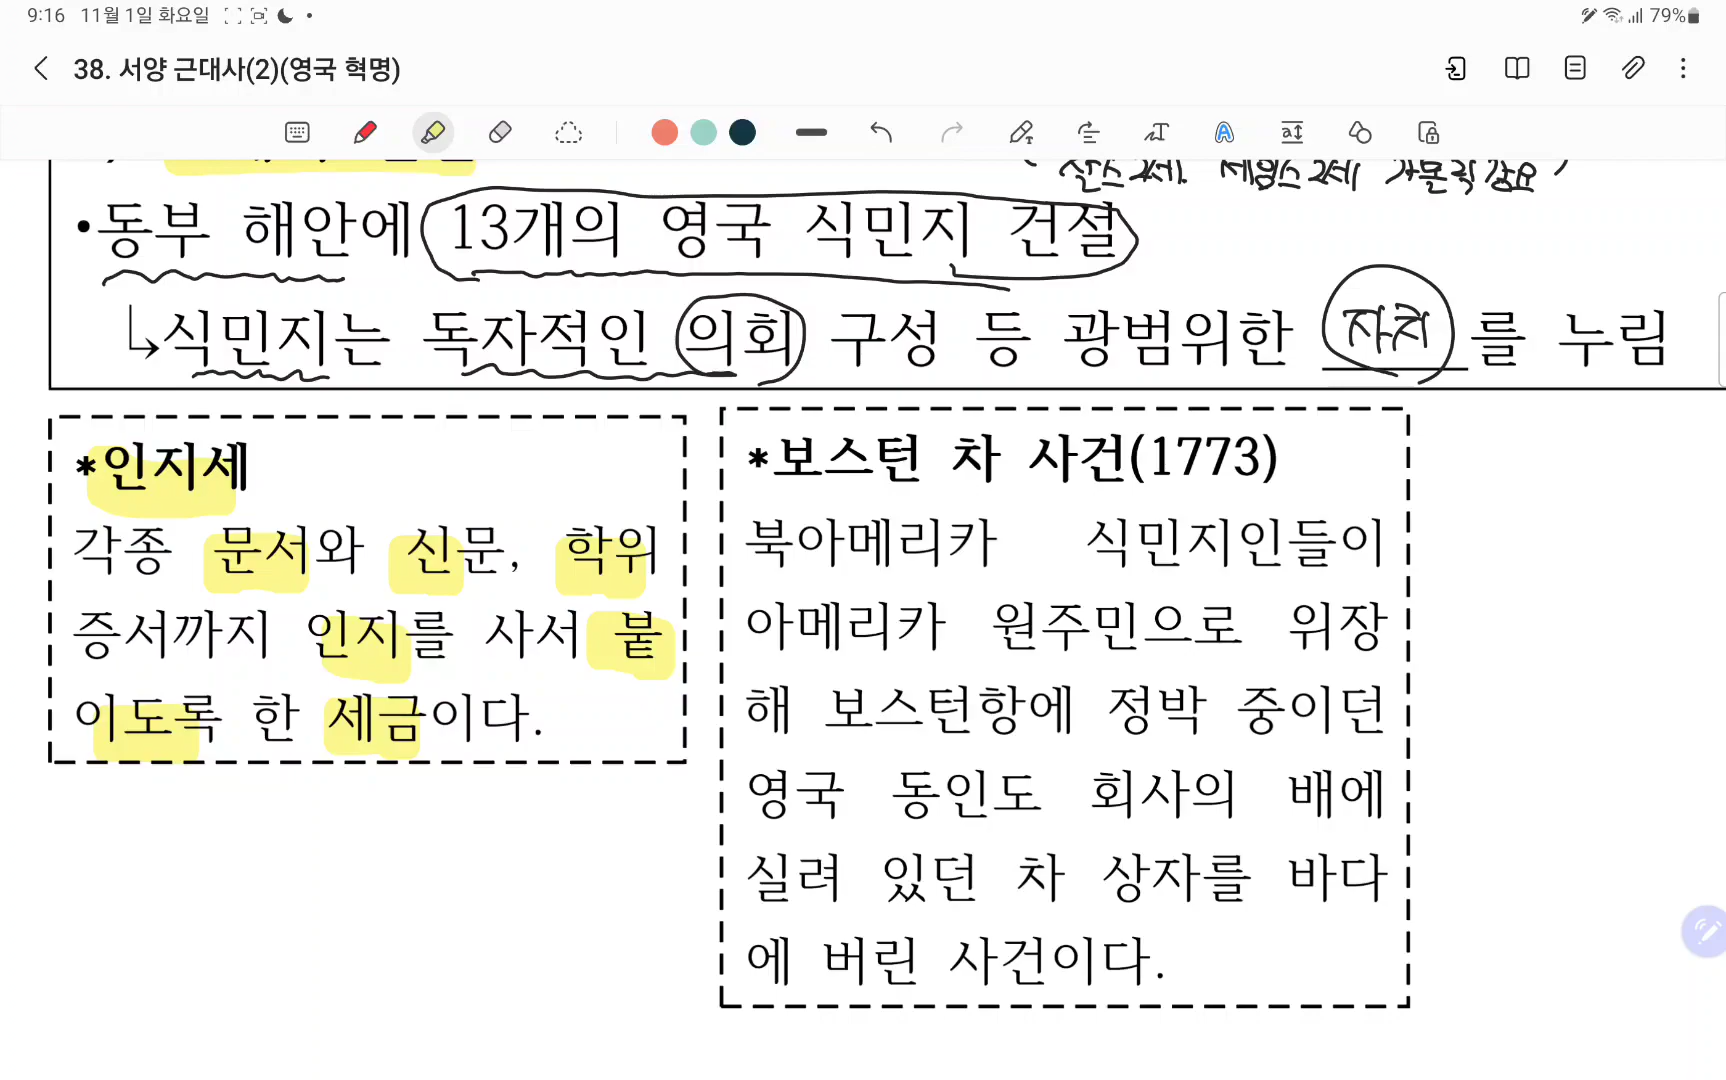 9:16 11월 1일 화요일
79%
38. 서양 근대사(2)(영국 혁명)
•동부 해안에 13개의 영국 식민지 건설
↳식민지는 독자적인 의회 구성 등 광범위한 자치를 누림
*인지세
각종 문서와 신문, 학위
증서까지 인지를 사서 붙
이도록 한 세금이다.
*보스턴 차 사건(1773)
북아메리카 식민지인들이
아메리카 원주민으로 위장
해 보스턴항에 정박 중이던
영국 동인도 회사의 배에
실려 있던 차 상자를 바다
에 버린 사건이다.